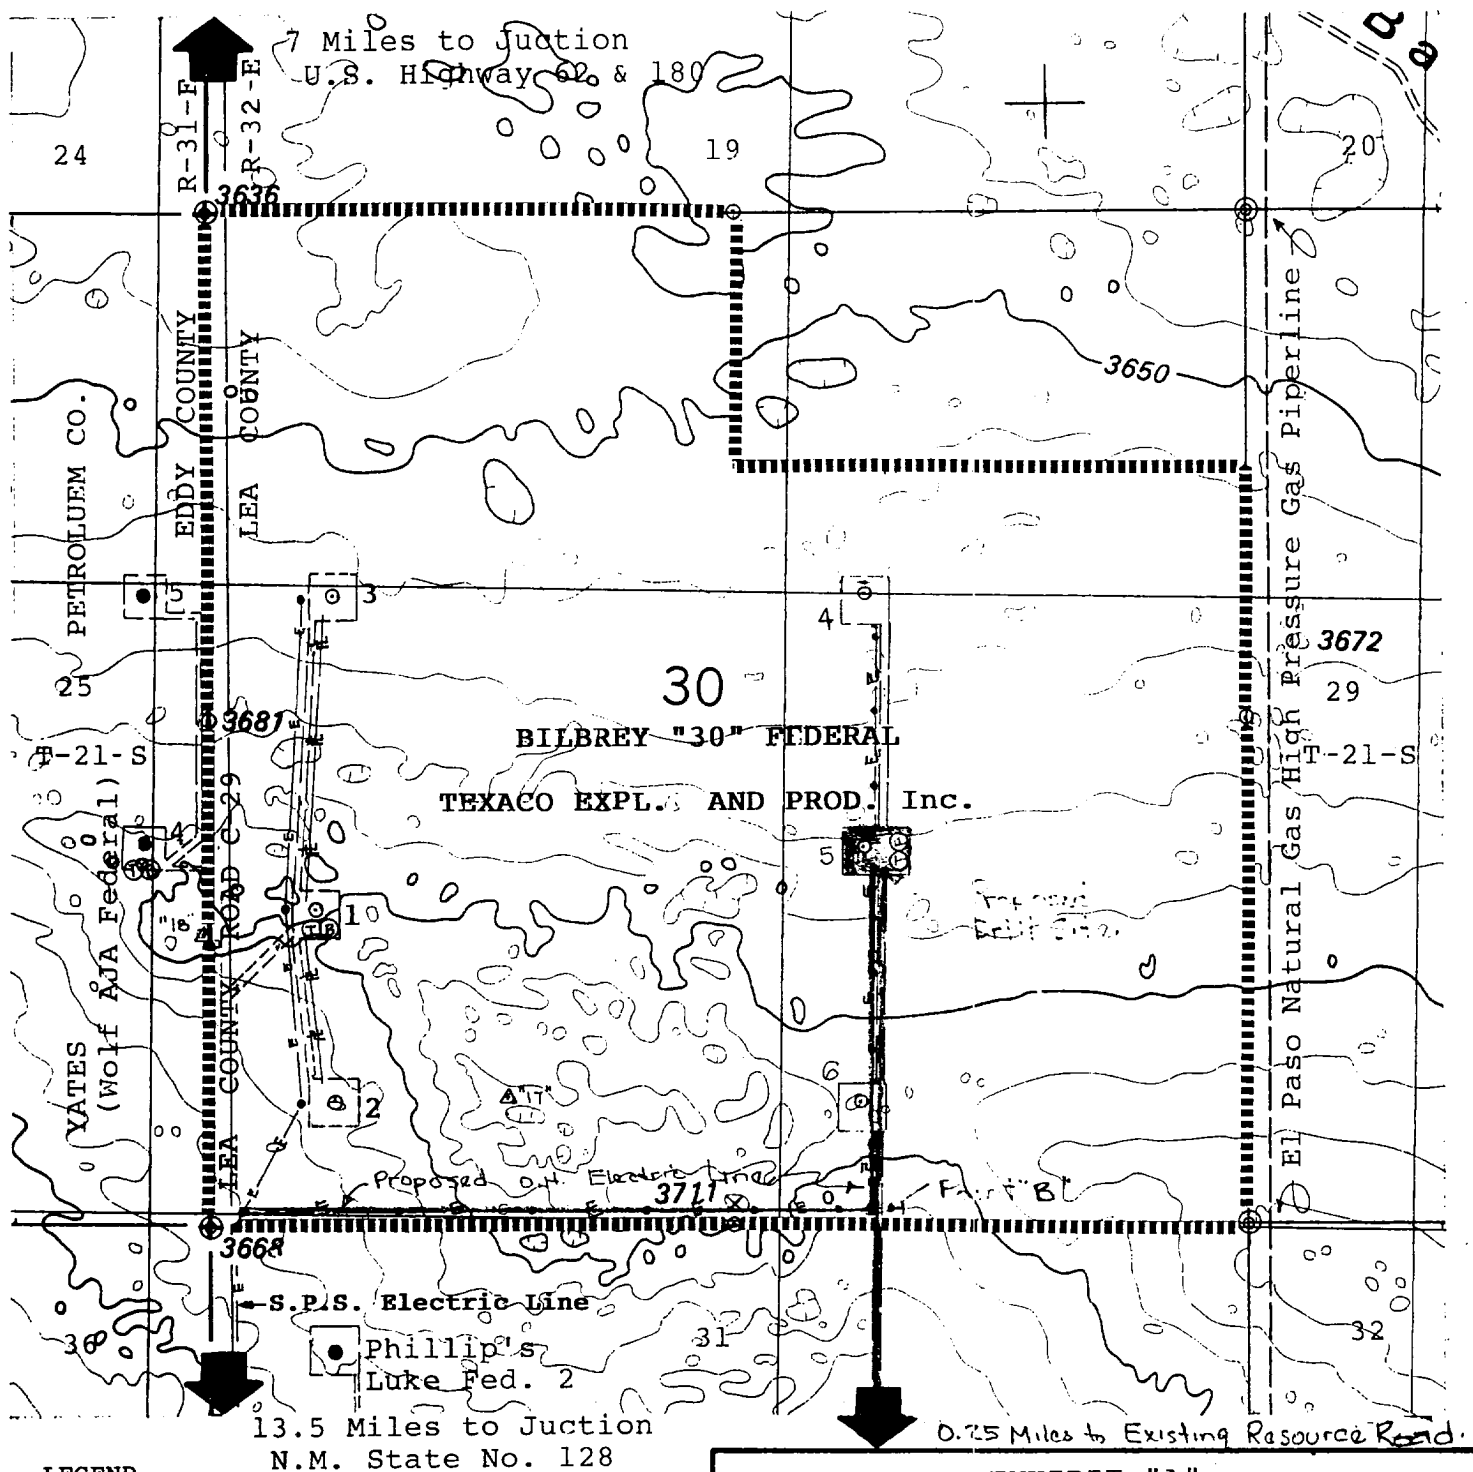 7 Miles to Juction
U.S. Highway 62 & 180
R-31-E
R-32-E
24
19
20
3636
EDDY COUNTY
LEA COUNTY
3650
PETROLUEM CO.
El Paso Natural Gas High Pressure Gas Piperline
5
3
4
25
30
3672
29
3681
BILBREY "30" FEDERAL
T-21-S
T-21-S
TEXACO EXPL. AND PROD. Inc.
YATES
(Wolf AJA Federal)
LEA COUNTY ROAD C-29
4
5
1
T B
"18"
6
2
"17"
Proposed O.H. Electric Line
3711
Point "B"
3668
S.P.S. Electric Line
36
31
32
Phillip's
Luke Fed. 2
13.5 Miles to Juction
N.M. State No. 128
0.25 Miles to Existing Resource Road.
LEGEND